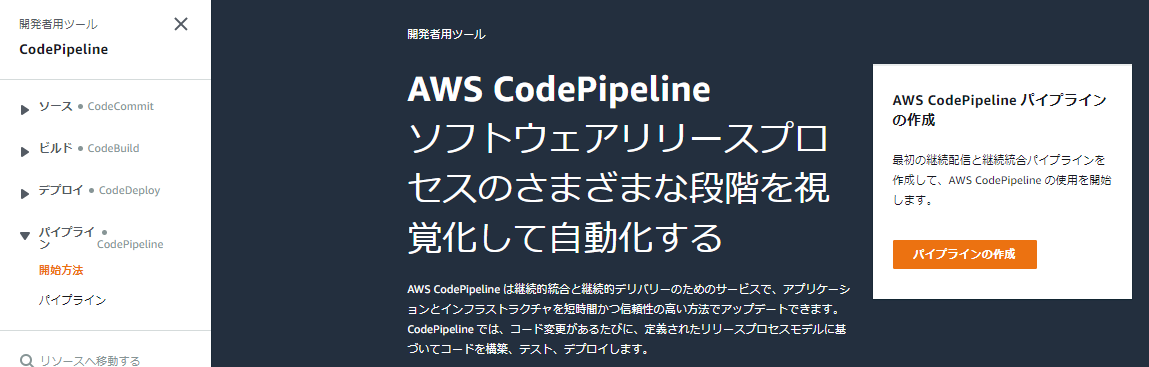 開発者用ツール
CodePipeline
ソース • CodeCommit
ビルド • CodeBuild
デプロイ • CodeDeploy
パイプライ
ン • CodePipeline
開始方法
パイプライン
リソースへ移動する
開発者用ツール
AWS CodePipeline
ソフトウェアリリースプロ
セスのさまざまな段階を視
覚化して自動化する
AWS CodePipeline は継続的統合と継続的デリバリーのためのサービスで、アプリケーシ
ョンとインフラストラクチャを短時間かつ信頼性の高い方法でアップデートできます。
CodePipeline では、コード変更があるたびに、定義されたリリースプロセスモデルに基
づいてコードを構築、テスト、デプロイします。
AWS CodePipeline パイプライン
の作成
最初の継続配信と継続統合パイプラインを
作成して、AWS CodePipeline の使用を開始
します。
パイプラインの作成